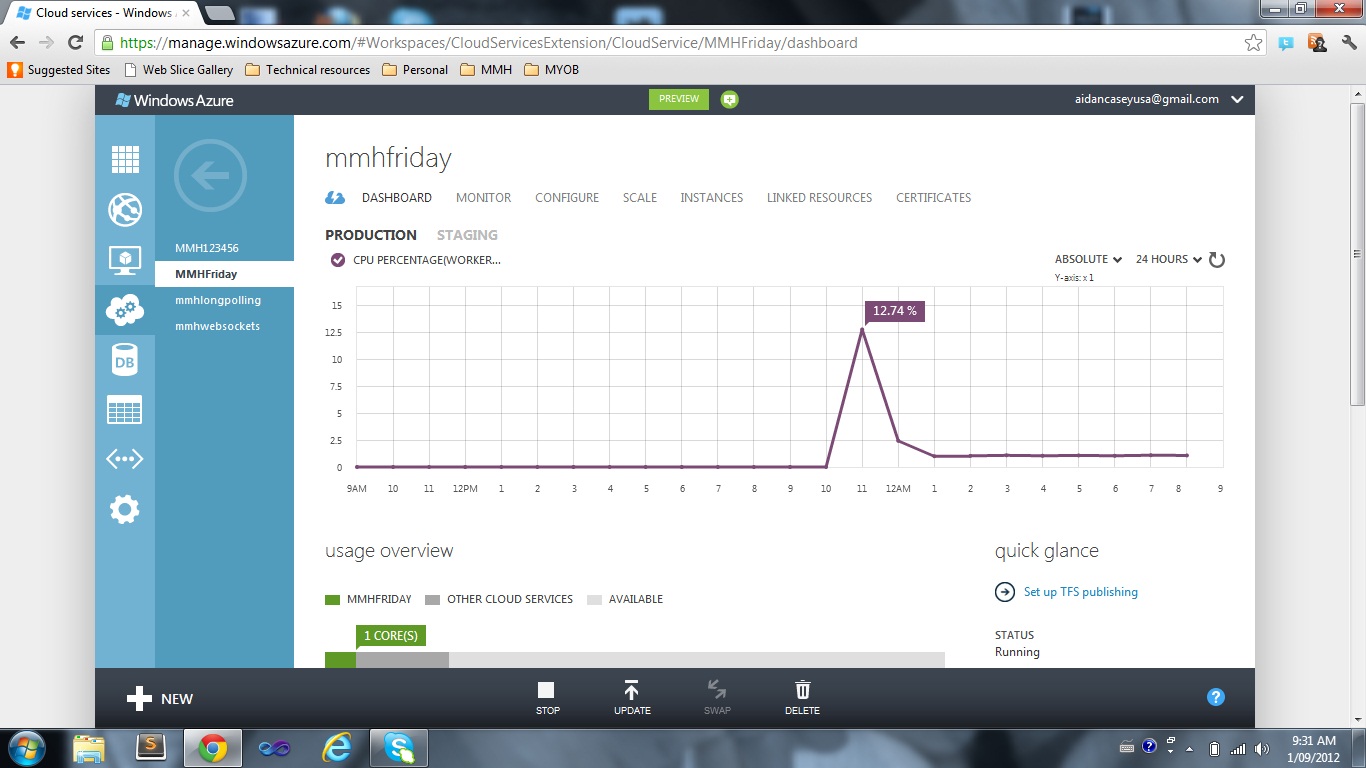 Cloud services - Windows
https://manage.windowsazure.com/#Workspaces/CloudServicesExtension/CloudService/MMHFriday/dashboard
Suggested Sites Web Slice Gallery Technical resources Personal MMH MYOB
Windows Azure PREVIEW aidancaseyusa@gmail.com
MMH123456
MMHFriday
mmhlongpolling
mmhwebsockets
DB
mmhfriday
DASHBOARD MONITOR CONFIGURE SCALE INSTANCES LINKED RESOURCES CERTIFICATES
PRODUCTION STAGING
CPU PERCENTAGE(WORKER... ABSOLUTE 24 HOURS
Y-axis: x 1
12.74 %
15
12.5
10
7.5
5
2.5
0
9AM 10 11 12PM 1 2 3 4 5 6 7 8 9 10 11 12AM 1 2 3 4 5 6 7 8 9
usage overview
MMHFRIDAY OTHER CLOUD SERVICES AVAILABLE
1 CORE(S)
quick glance
Set up TFS publishing
STATUS
Running
NEW STOP UPDATE SWAP DELETE
9:31 AM
1/09/2012